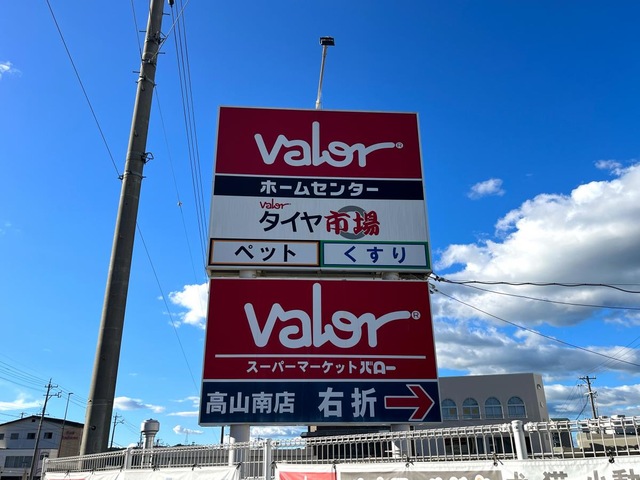 valor®
ホームセンター
valor
タイヤ市場
ペット
くすり
valor®
スーパーマーケットバロー
高山南店 右折